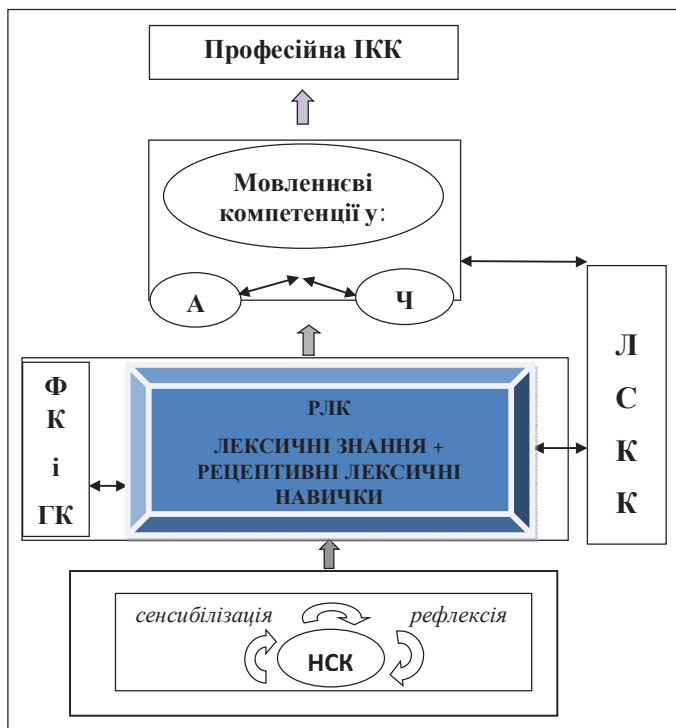 Професійна ІКК
Мовленнєві
компетенції у:
А
Ч
Л
С
К
К
Ф
К
і
ГК
РЛК
ЛЕКСИЧНІ ЗНАННЯ +
РЕЦЕПТИВНІ ЛЕКСИЧНІ
НАВИЧКИ
сенсибілізація
рефлексія
НСК